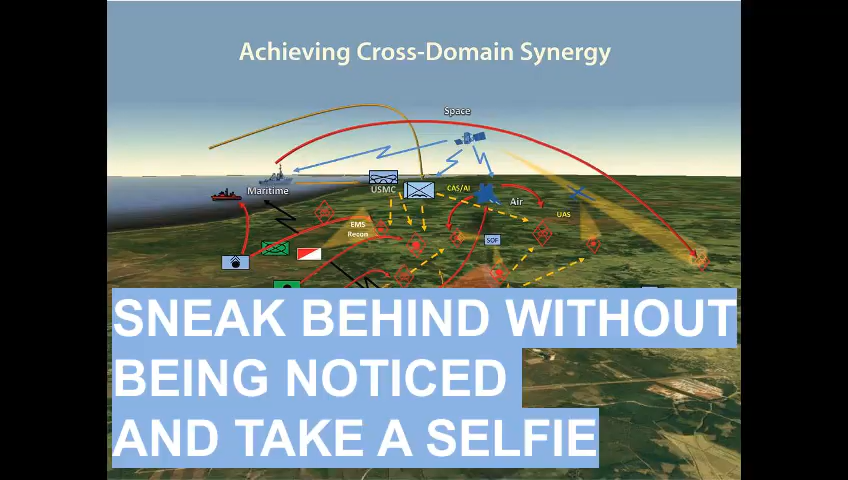 Achieving Cross-Domain Synergy
Space
Maritime
USMC
CAS/AI
Air
UAS
EMS
Recon
SOF
SNEAK BEHIND WITHOUT
BEING NOTICED
AND TAKE A SELFIE